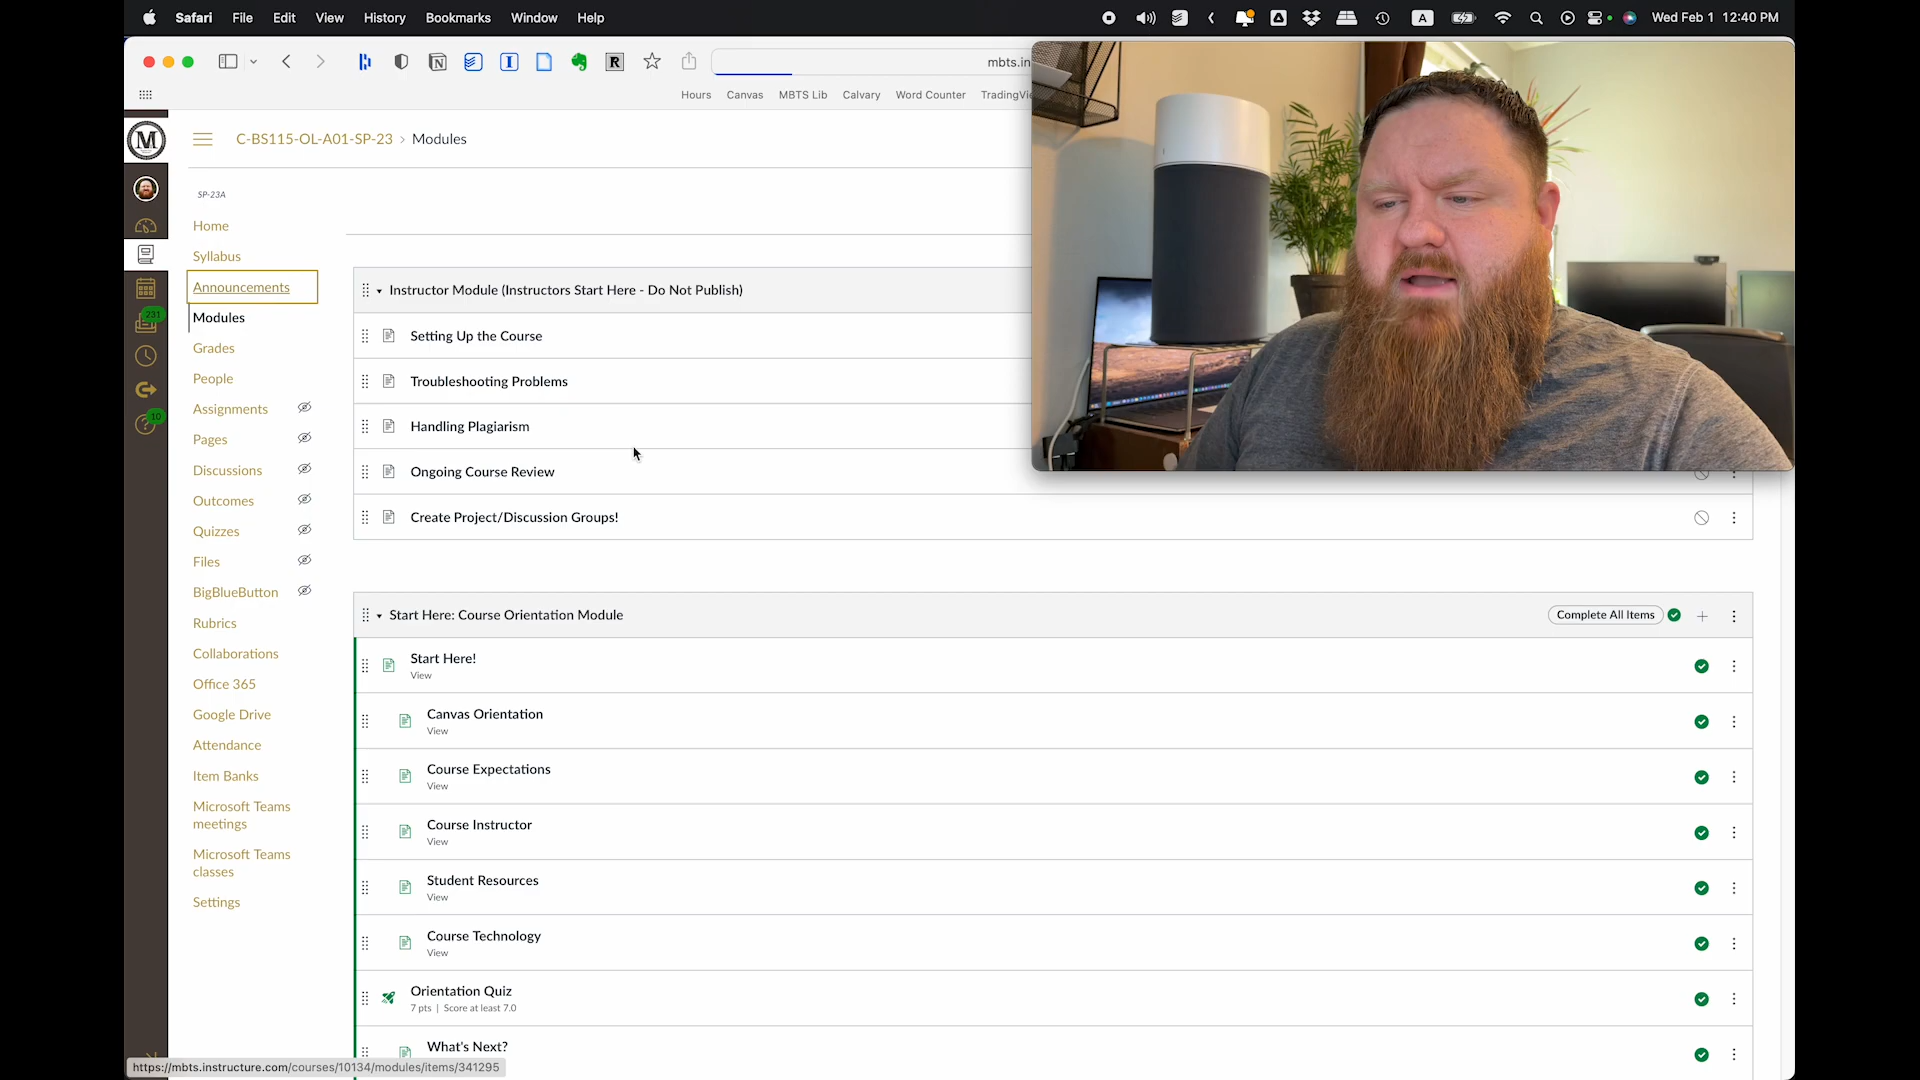 Safari File Edit View History Bookmarks Window Help
A
Wed Feb 1 12:40 PM
mbts.in
Hours Canvas MBTS Lib Calvary Word Counter
M
C-BS115-OL-A01-SP-23 › Modules
SP-23A
Home
Syllabus
Announcements
Modules
Grades
People
Assignments
Pages
Discussions
Outcomes
Quizzes
Files
BigBlueButton
Rubrics
Collaborations
Office 365
Google Drive
Attendance
Item Banks
Microsoft Teams
meetings
Microsoft Teams
classes
Settings
231
10
Instructor Module (Instructors Start Here - Do Not Publish)
Setting Up the Course
Troubleshooting Problems
Handling Plagiarism
Ongoing Course Review
Create Project/Discussion Groups!
Start Here: Course Orientation Module
Complete All Items
Start Here!
View
Canvas Orientation
View
Course Expectations
View
Course Instructor
View
Student Resources
View
Course Technology
View
Orientation Quiz
7 pts | Score at least 7.0
What's Next?
https://mbts.instructure.com/courses/10134/modules/items/341295